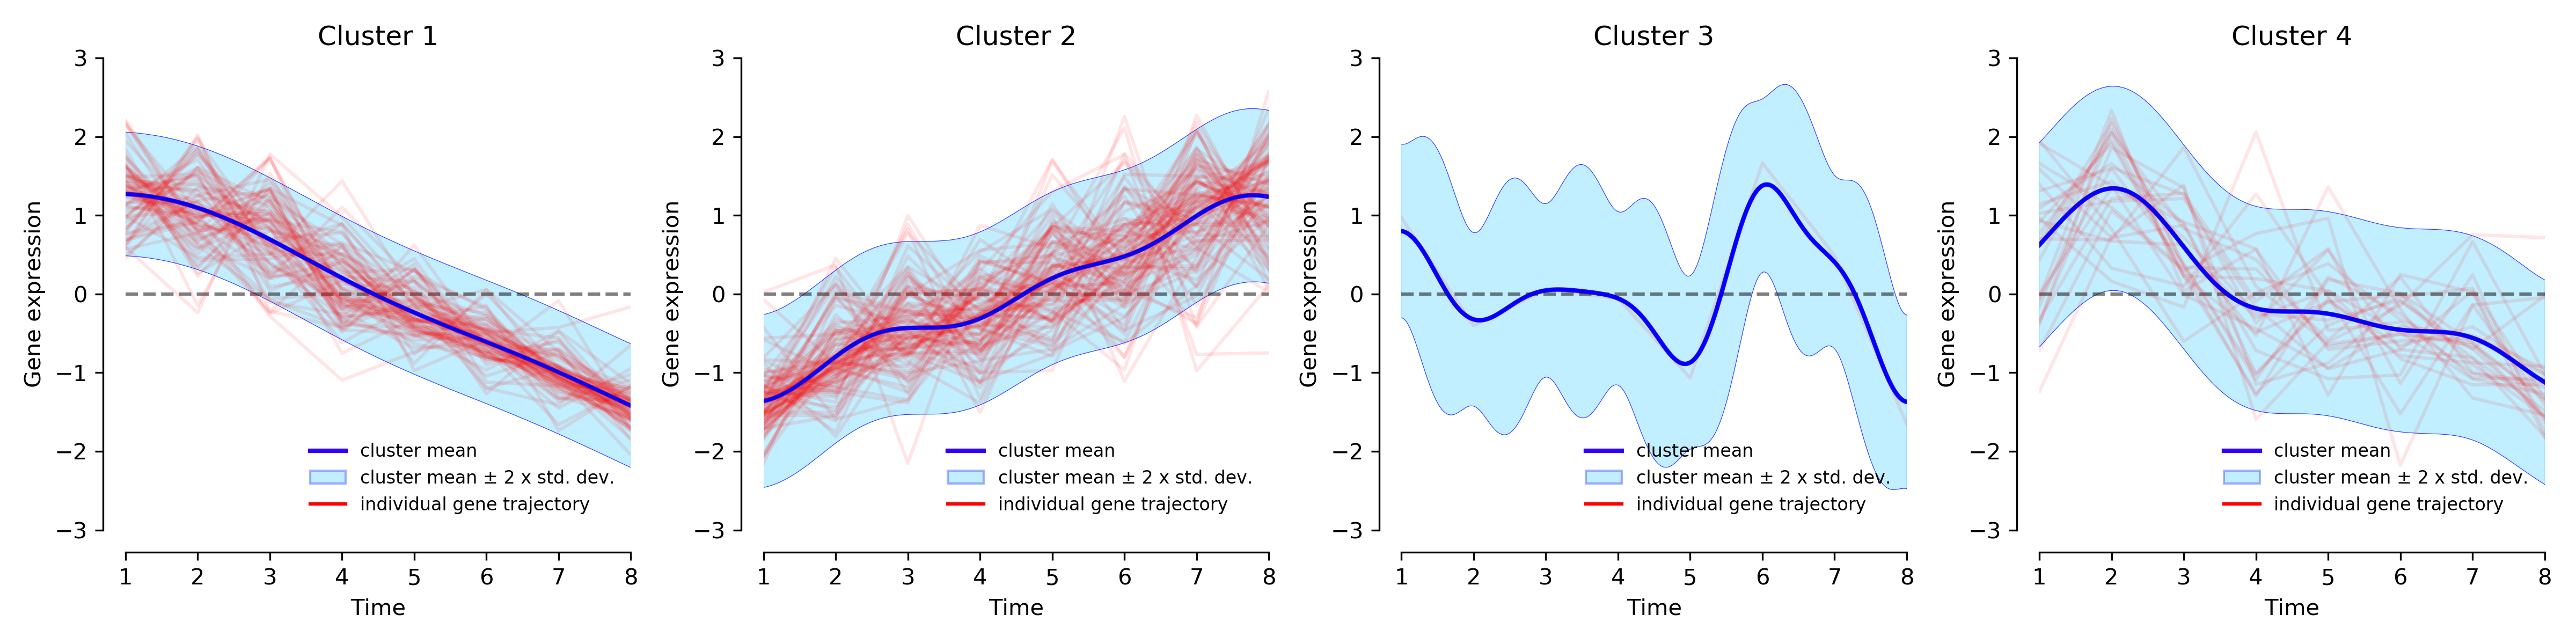 Cluster 1
3
2
1
0
−1
−2
−3
Gene expression
cluster mean
cluster mean ± 2 x std. dev.
individual gene trajectory
1 2 3 4 5 6 7 8
Time
Cluster 2
3
2
1
0
−1
−2
−3
Gene expression
cluster mean
cluster mean ± 2 x std. dev.
individual gene trajectory
1 2 3 4 5 6 7 8
Time
Cluster 3
3
2
1
0
−1
−2
−3
Gene expression
cluster mean
cluster mean ± 2 x std. dev.
individual gene trajectory
1 2 3 4 5 6 7 8
Time
Cluster 4
3
2
1
0
−1
−2
−3
Gene expression
cluster mean
cluster mean ± 2 x std. dev.
individual gene trajectory
1 2 3 4 5 6 7 8
Time